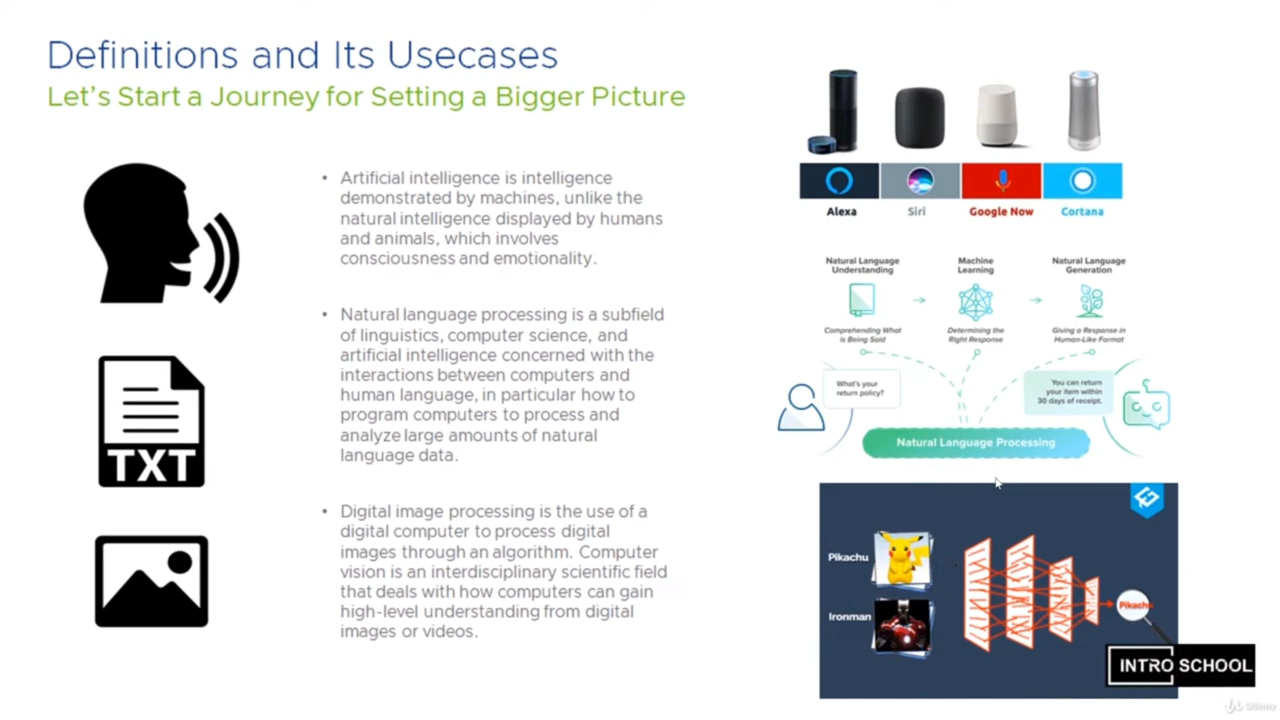 Definitions and Its Usecases
Let's Start a Journey for Setting a Bigger Picture
• Artificial intelligence is intelligence
demonstrated by machines, unlike the
natural intelligence displayed by humans
and animals, which involves
consciousness and emotionality.
TXT
• Natural language processing is a subfield
of linguistics, computer science, and
artificial intelligence concerned with the
interactions between computers and
human language, in particular how to
program computers to process and
analyze large amounts of natural
language data.
• Digital image processing is the use of a
digital computer to process digital
images through an algorithm. Computer
vision is an interdisciplinary scientific field
that deals with how computers can gain
high-level understanding from digital
images or videos.
Alexa
Siri
Google Now
Cortana
Natural Language
Understanding
Machine
Learning
Natural Language
Generation
Comprehending What
is Being Said
Determining the
Right Response
Giving a Response in
Human-Like Format
What's your
return policy?
You can return
your item within
30 days of receipt.
Natural Language Processing
Pikachu
Ironman
Pikachu
INTRO SCHOOL
Udemy